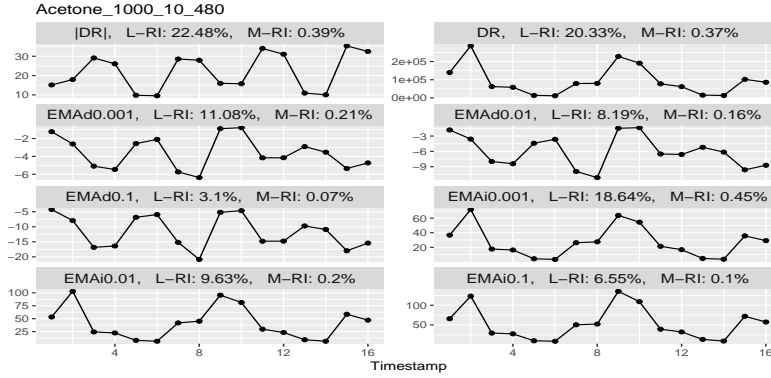 Acetone_1000_10_480
|DR|, L−RI: 22.48%, M−RI: 0.39%
DR, L−RI: 20.33%, M−RI: 0.37%
30
20
10
2e+05
1e+05
0e+00
EMAd0.001, L−RI: 11.08%, M−RI: 0.21%
EMAd0.01, L−RI: 8.19%, M−RI: 0.16%
−2
−4
−6
−3
−6
−9
EMAd0.1, L−RI: 3.1%, M−RI: 0.07%
EMAi0.001, L−RI: 18.64%, M−RI: 0.45%
−5
−10
−15
−20
60
40
20
EMAi0.01, L−RI: 9.63%, M−RI: 0.2%
EMAi0.1, L−RI: 6.55%, M−RI: 0.1%
100
75
50
25
100
50
4 8 12 16
4 8 12 16
Timestamp